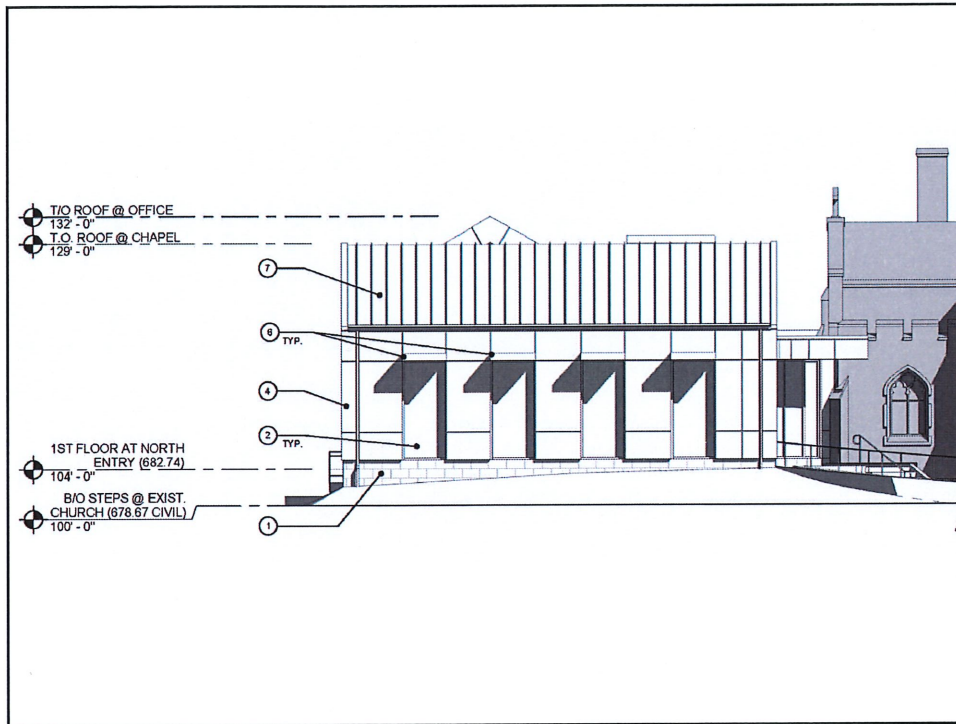 T/O ROOF @ OFFICE
132' - 0"
T.O. ROOF @ CHAPEL
129' - 0"
7
6
TYP.
4
2
TYP.
1ST FLOOR AT NORTH
ENTRY (682.74)
104' - 0"
B/O STEPS @ EXIST.
CHURCH (678.67 CIVIL)
100' - 0"
1